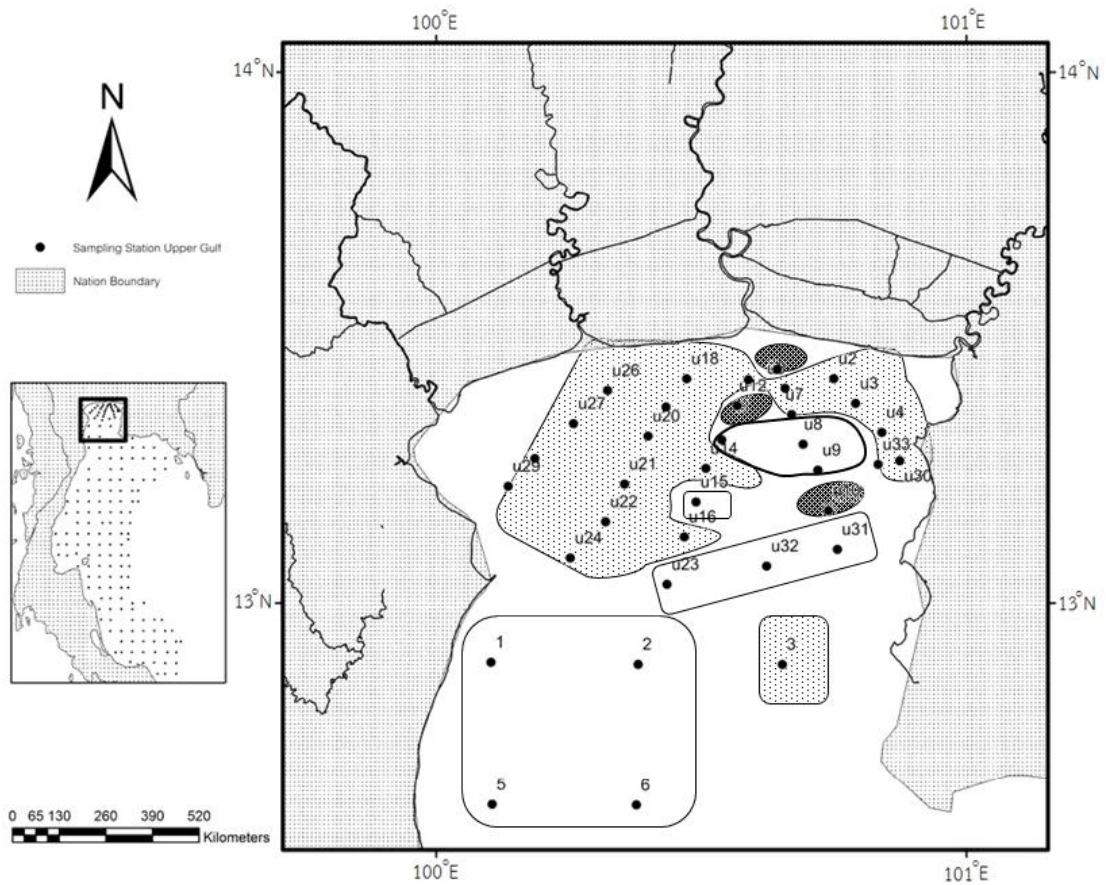 100°E
101°E
14°N
14°N
N
Sampling Station Upper Gulf
Nation Boundary
u18
u2
u26
u12
u7
u3
u27
u20
u4
u8
u14
u9
u33
u29
u21
u15
u30
u22
u16
u31
u24
u32
u23
13°N
13°N
1
2
3
5
6
0 65 130 260 390 520
Kilometers
100°E
101°E